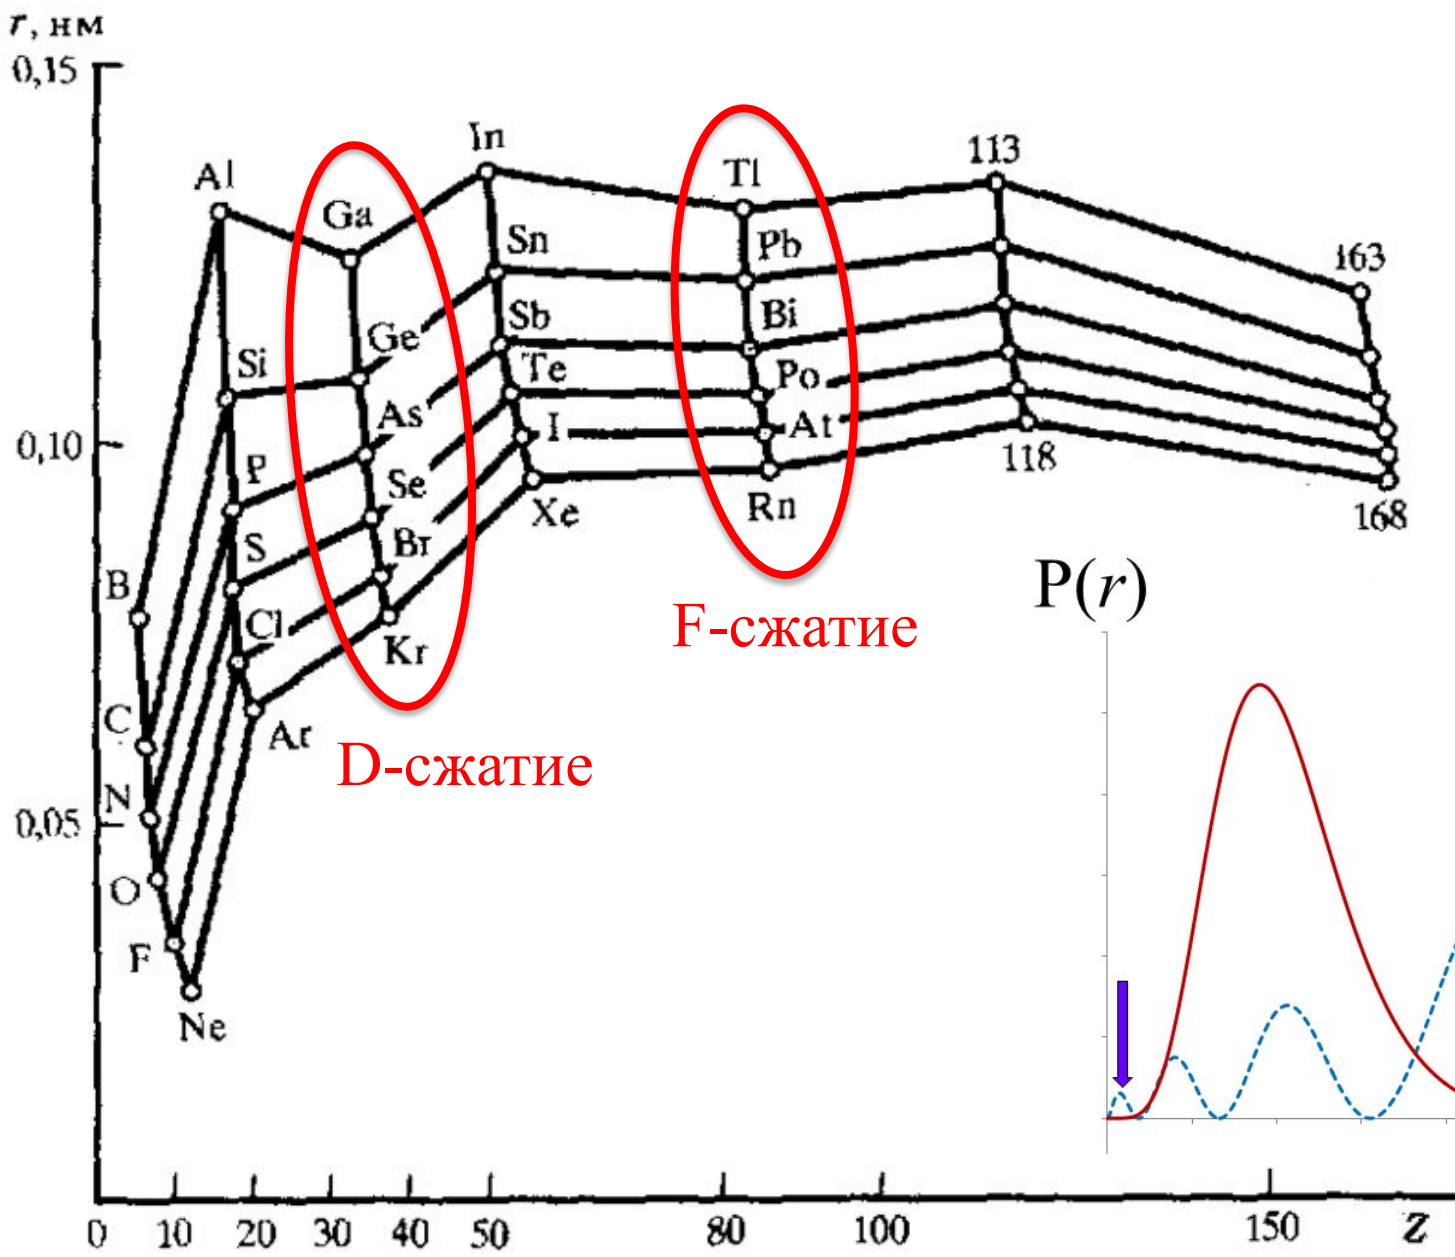 r, нм
0,15
In
113
Al
Tl
Ga
Sn
Pb
163
Sb
Bi
Ge
Si
Te
Po
As
I
At
0,10
118
P
Se
Xe
Rn
168
S
Br
B
P(r)
Cl
F-сжатие
Kr
C
Ar
D-сжатие
N
0,05
O
F
Ne
0 10 20 30 40 50 80 100 150 Z